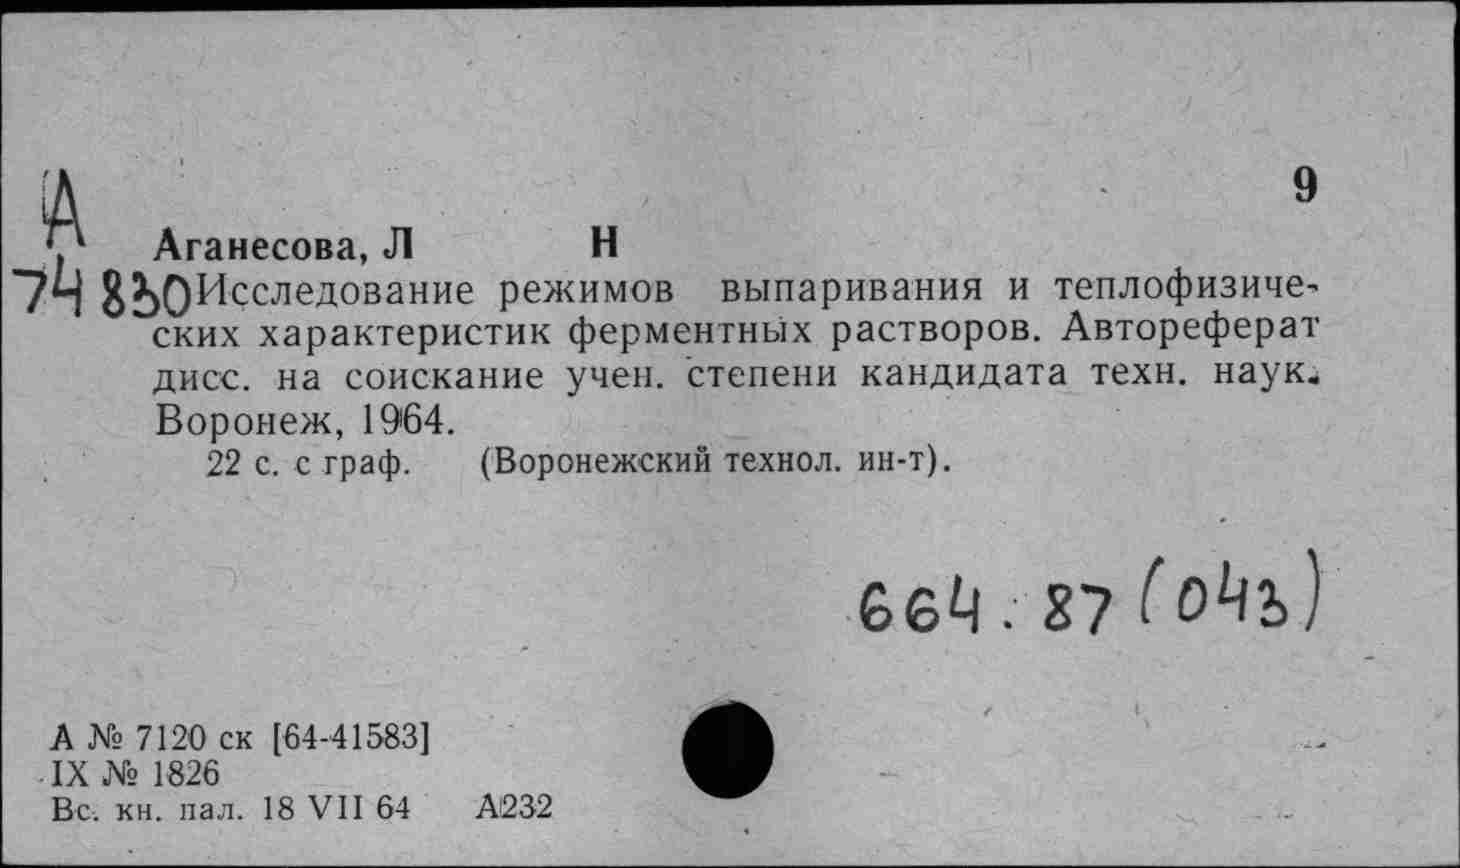 9
А
Аганесова, Л Н
74 830 Исследование режимов выпаривания и теплофизиче-
ских характеристик ферментных растворов. Автореферат
дисс. на соискание учен. степени кандидата техн. наук.
Воронеж, 1964.
22 с. с граф. (Воронежский технол. ин-т).
664.87(043)
А № 7120 ск [64-41583]
IX № 1826
Вс. кн. пал. 18 VII 64 А232